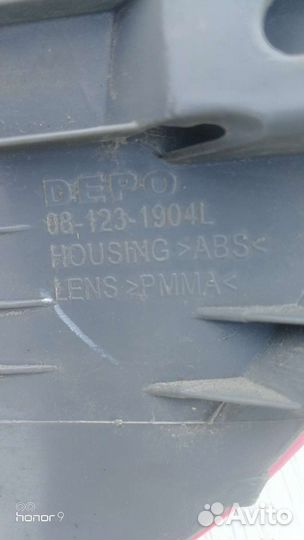 DEPO
08-123-1904L
HOUSING >ABS<
LENS >PMMA<
honor 9
Avito